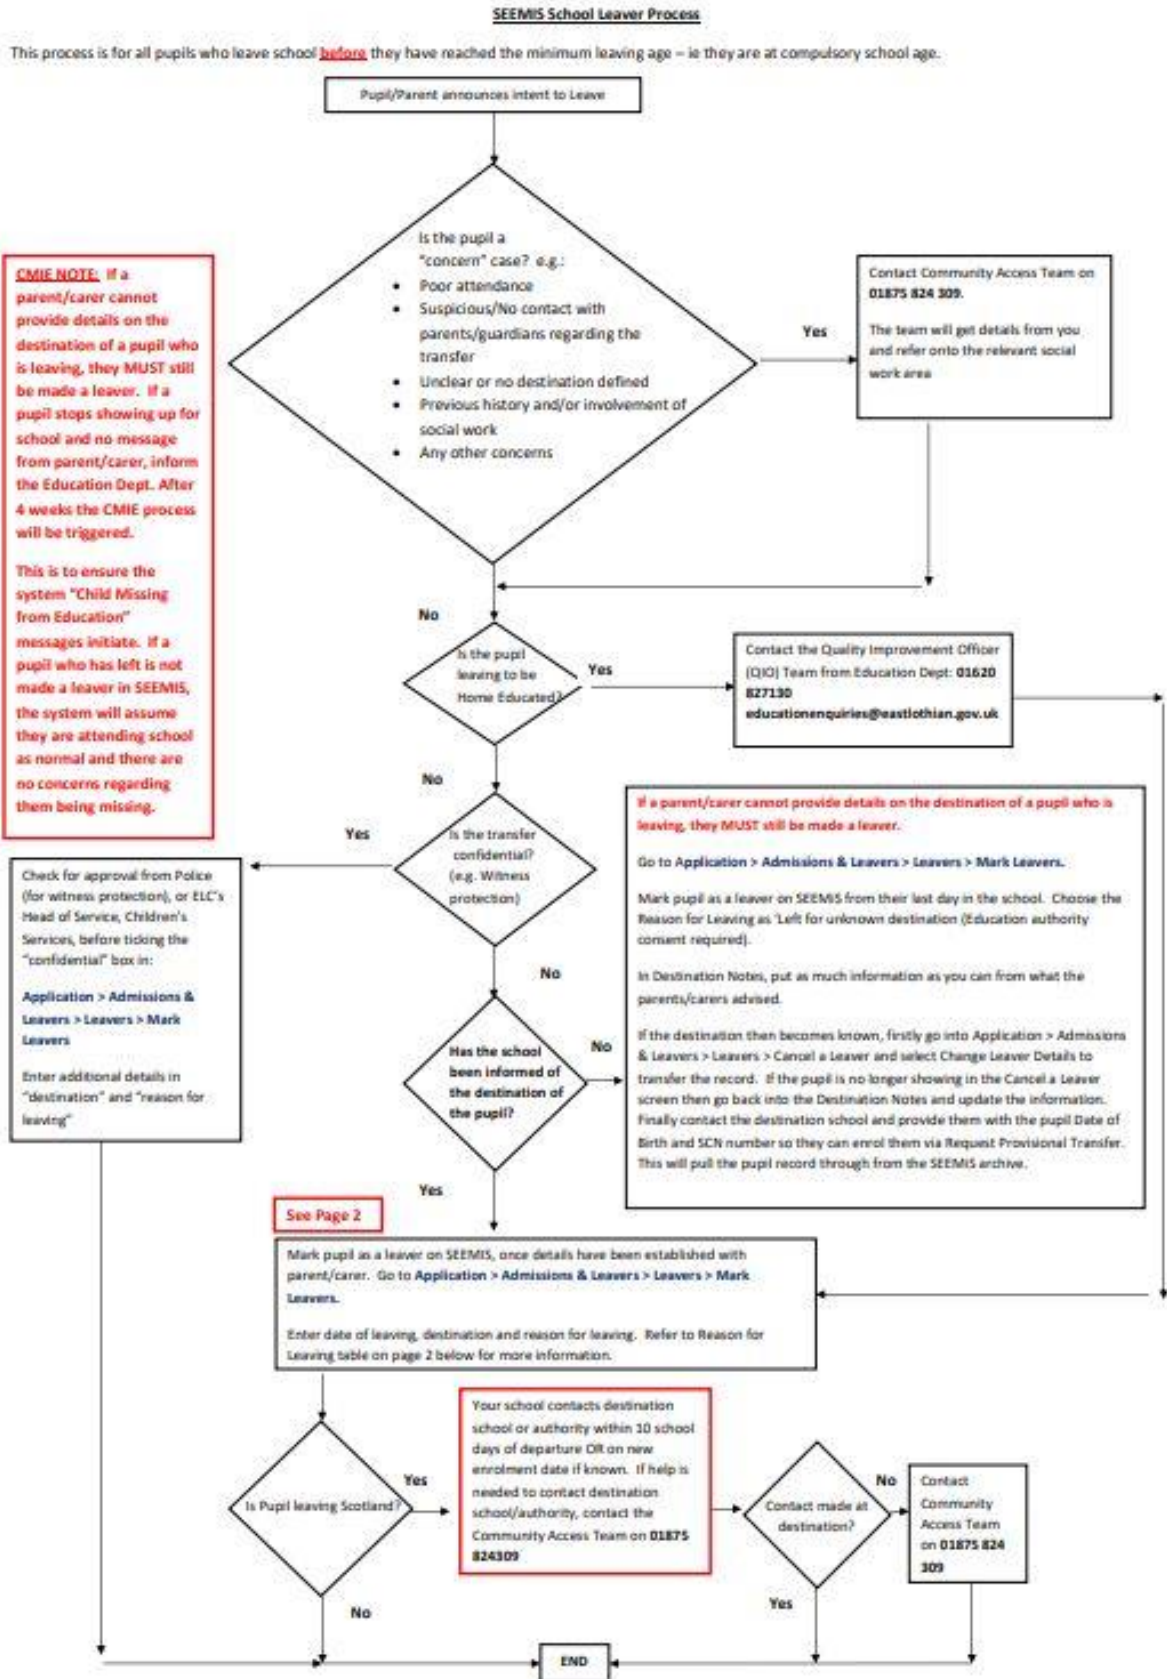 SEEMIS School Leaver Process
This process is for all pupils who leave school before they have reached the minimum leaving age – ie they are at compulsory school age.
Pupil/Parent announces intent to Leave
Is the pupil a
"concern" case? e.g.:
• Poor attendance
• Suspicious/No contact with
parents/guardians regarding the
transfer
• Unclear or no destination defined
• Previous history and/or involvement of
social work
• Any other concerns
Yes
Contact Community Access Team on
01875 824 309.
The team will get details from you
and refer onto the relevant social
work area
CMIE NOTE: If a
parent/carer cannot
provide details on the
destination of a pupil who
is leaving, they MUST still
be made a leaver. If a
pupil stops showing up for
school and no message
from parent/carer, inform
the Education Dept. After
4 weeks the CMIE process
will be triggered.
This is to ensure the
system "Child Missing
from Education"
messages initiate. If a
pupil who has left is not
made a leaver in SEEMIS,
the system will assume
they are attending school
as normal and there are
no concerns regarding
them being missing.
No
Is the pupil
leaving to be
Home Educated?
Yes
Contact the Quality Improvement Officer
(QIO) Team from Education Dept: 01620
827130
educationenquiries@eastlothian.gov.uk
No
Is the transfer
confidential?
(e.g. Witness
protection)
Yes
Check for approval from Police
(for witness protection), or ELC's
Head of Service, Children's
Services, before ticking the
"confidential" box in:
Application > Admissions &
Leavers > Leavers > Mark
Leavers
Enter additional details in
"destination" and "reason for
leaving"
No
Has the school
been informed of
the destination of
the pupil?
No
If a parent/carer cannot provide details on the destination of a pupil who is
leaving, they MUST still be made a leaver.
Go to Application > Admissions & Leavers > Leavers > Mark Leavers.
Mark pupil as a leaver on SEEMIS from their last day in the school. Choose the
Reason for Leaving as 'Left for unknown destination (Education authority
consent required).
In Destination Notes, put as much information as you can from what the
parents/carers advised.
If the destination then becomes known, firstly go into Application > Admissions
& Leavers > Leavers > Cancel a Leaver and select Change Leaver Details to
transfer the record. If the pupil is no longer showing in the Cancel a Leaver
screen then go back into the Destination Notes and update the information.
Finally contact the destination school and provide them with the pupil Date of
Birth and SCN number so they can enrol them via Request Provisional Transfer.
This will pull the pupil record through from the SEEMIS archive.
Yes
See Page 2
Mark pupil as a leaver on SEEMIS, once details have been established with
parent/carer. Go to Application > Admissions & Leavers > Leavers > Mark
Leavers.
Enter date of leaving, destination and reason for leaving. Refer to Reason for
Leaving table on page 2 below for more information.
Is Pupil leaving Scotland?
Yes
Your school contacts destination
school or authority within 10 school
days of departure OR on new
enrolment date if known. If help is
needed to contact destination
school/authority, contact the
Community Access Team on 01875
824309
Contact made at
destination?
No
Contact
Community
Access Team
on 01875 824
309
No
Yes
END